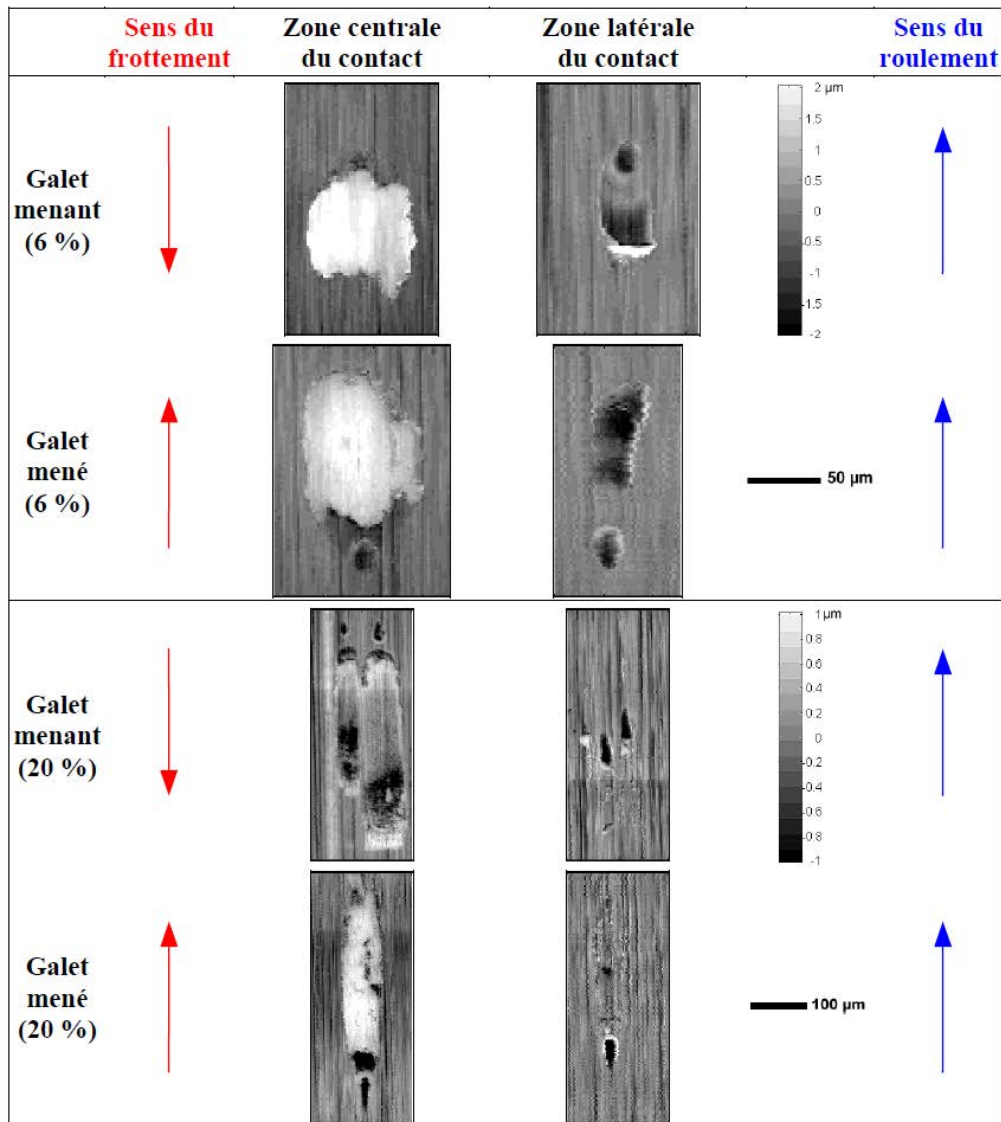 Sens du frottement
Zone centrale du contact
Zone latérale du contact
Sens du roulement
Galet menant (6 %)
2 µm
1.5
1
0.5
0
-0.5
-1
-1.5
-2
Galet mené (6 %)
50 µm
Galet menant (20 %)
1 µm
0.8
0.6
0.4
0.2
0
-0.2
-0.4
-0.6
-0.8
-1
Galet mené (20 %)
100 µm